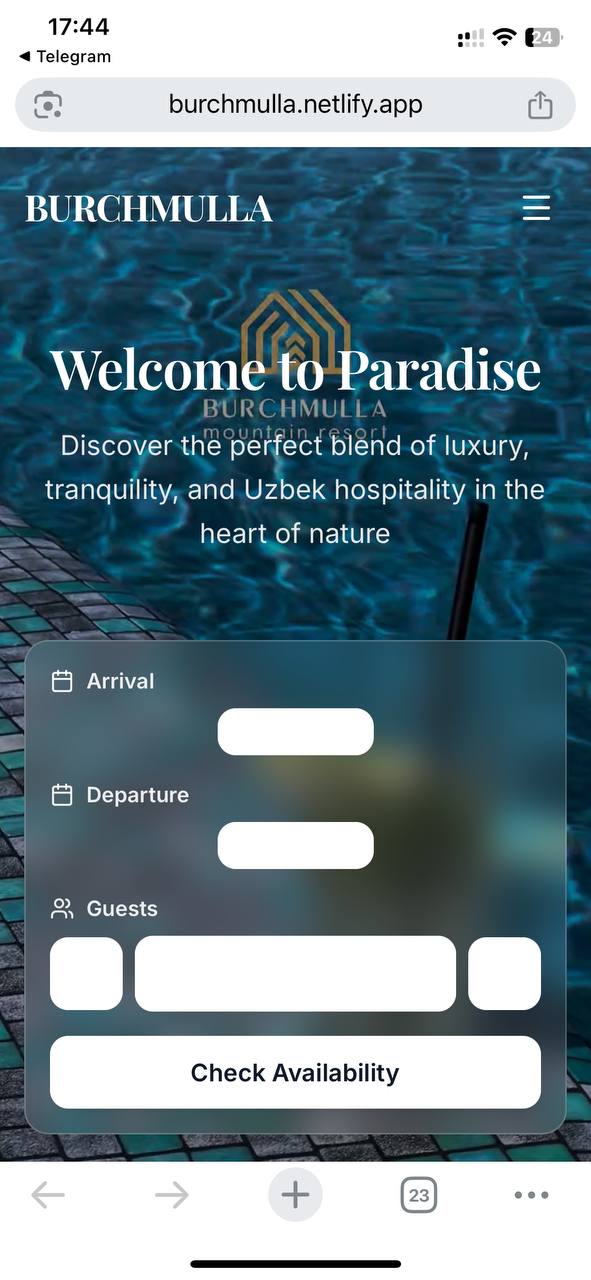 17:44
24
◀ Telegram
burchmulla.netlify.app
BURCHMULLA
Welcome to Paradise
BURCHMULLA
mountain resort
Discover the perfect blend of luxury,
tranquility, and Uzbek hospitality in the
heart of nature
Arrival
Departure
Guests
Check Availability
23